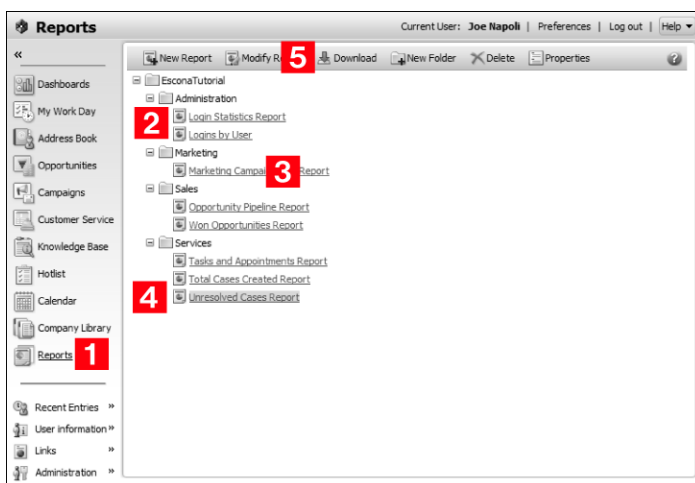 Reports
Current User: Joe Napoli | Preferences | Log out | Help
«
New Report Modify 5 Download New Folder Delete Properties
Dashboards
My Work Day
Address Book
Opportunities
Campaigns
Customer Service
Knowledge Base
Hotlist
Calendar
Company Library
Reports 1
Recent Entries »
User information »
Links »
Administration »
EsconaTutorial
Administration
2 Login Statistics Report
Logins by User
Marketing
Marketing 3 Report
Sales
Opportunity Pipeline Report
Won Opportunities Report
Services
Tasks and Appointments Report
Total Cases Created Report
4 Unresolved Cases Report